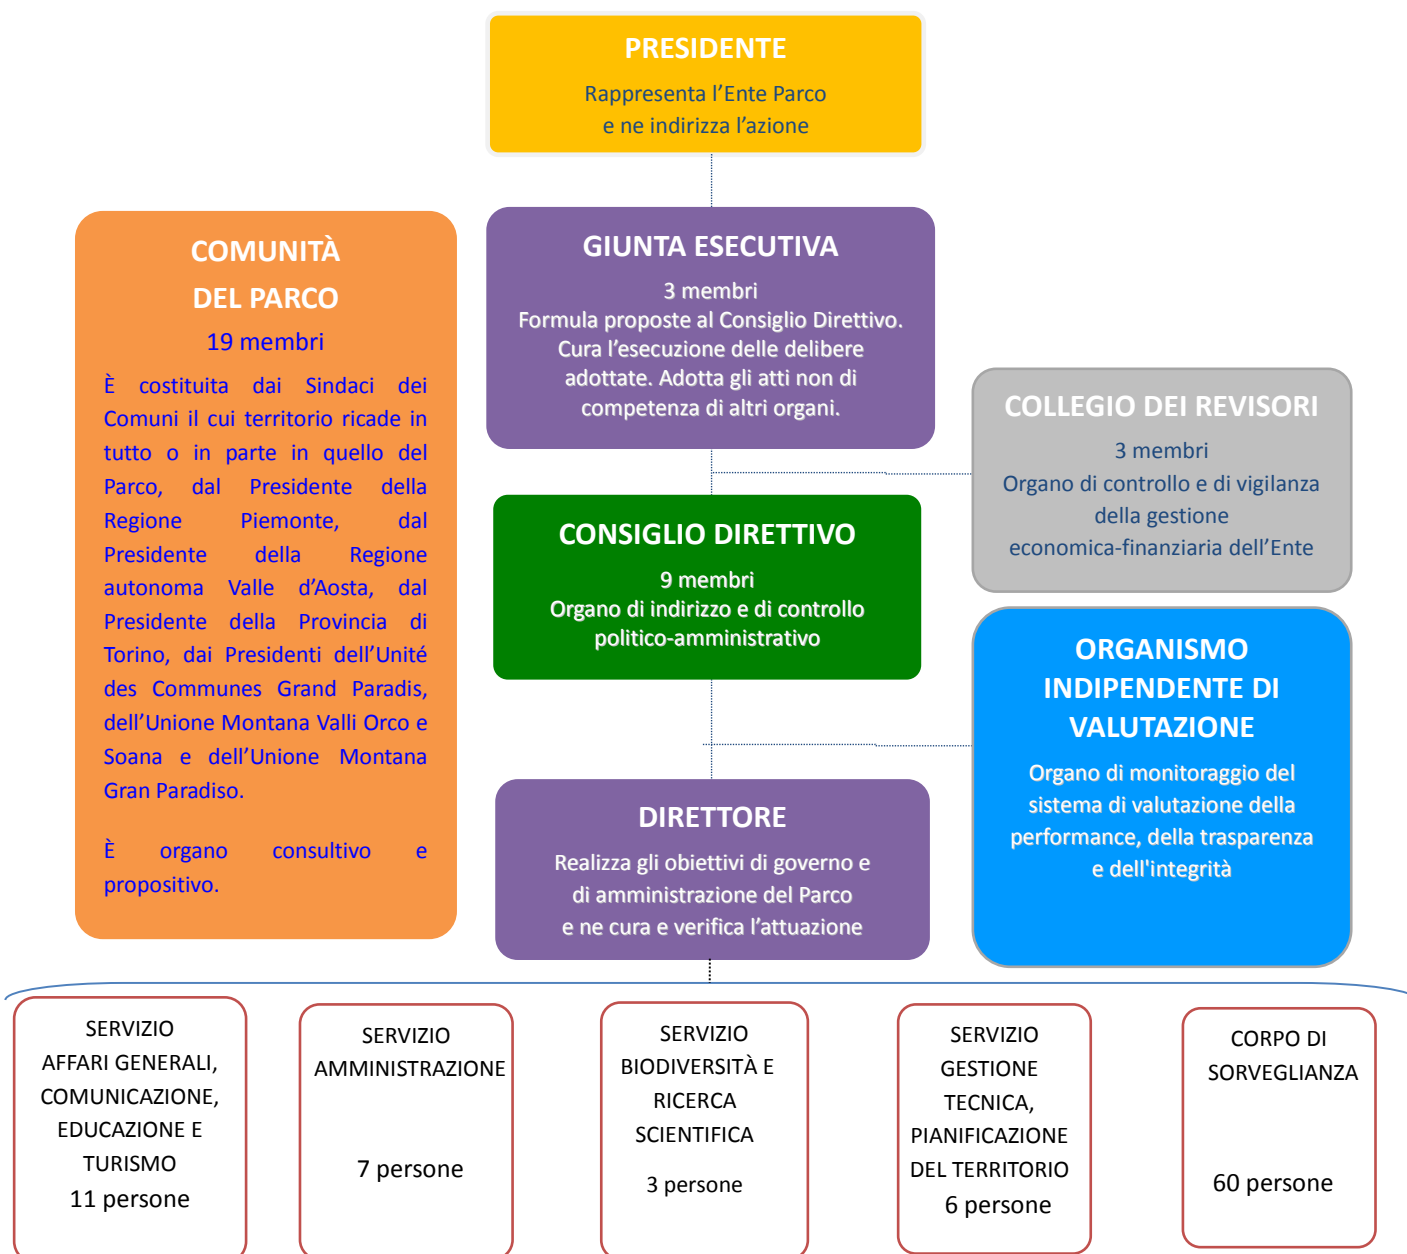 PRESIDENTE
Rappresenta l’Ente Parco
e ne indirizza l’azione
COMUNITÀ
DEL PARCO
19 membri
È costituita dai Sindaci dei
Comuni il cui territorio ricade in
tutto o in parte in quello del
Parco, dal Presidente della
Regione Piemonte, dal
Presidente della Regione
autonoma Valle d’Aosta, dal
Presidente della Provincia di
Torino, dai Presidenti dell’Unité
des Communes Grand Paradis,
dell’Unione Montana Valli Orco e
Soana e dell’Unione Montana
Gran Paradiso.
È organo consultivo e
propositivo.
GIUNTA ESECUTIVA
3 membri
Formula proposte al Consiglio Direttivo.
Cura l’esecuzione delle delibere
adottate. Adotta gli atti non di
competenza di altri organi.
COLLEGIO DEI REVISORI
3 membri
Organo di controllo e di vigilanza
della gestione
economica-finanziaria dell’Ente
CONSIGLIO DIRETTIVO
9 membri
Organo di indirizzo e di controllo
politico-amministrativo
ORGANISMO
INDIPENDENTE DI
VALUTAZIONE
Organo di monitoraggio del
sistema di valutazione della
performance, della trasparenza
e dell'integrità
DIRETTORE
Realizza gli obiettivi di governo e
di amministrazione del Parco
e ne cura e verifica l’attuazione
SERVIZIO
AFFARI GENERALI,
COMUNICAZIONE,
EDUCAZIONE E
TURISMO
11 persone
SERVIZIO
AMMINISTRAZIONE
7 persone
SERVIZIO
BIODIVERSITÀ E
RICERCA
SCIENTIFICA
3 persone
SERVIZIO
GESTIONE
TECNICA,
PIANIFICAZIONE
DEL TERRITORIO
6 persone
CORPO DI
SORVEGLIANZA
60 persone